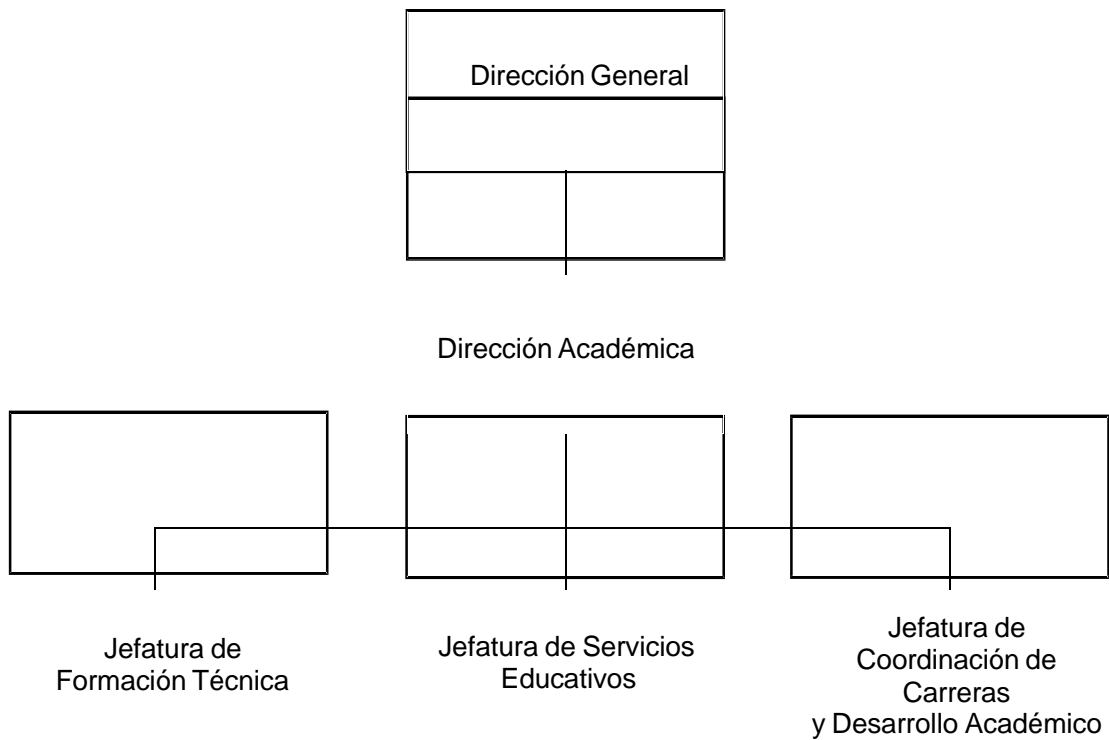 Dirección General
Dirección Académica
Jefatura de
Formación Técnica
Jefatura de Servicios
Educativos
Jefatura de
Coordinación de
Carreras
y Desarrollo Académico